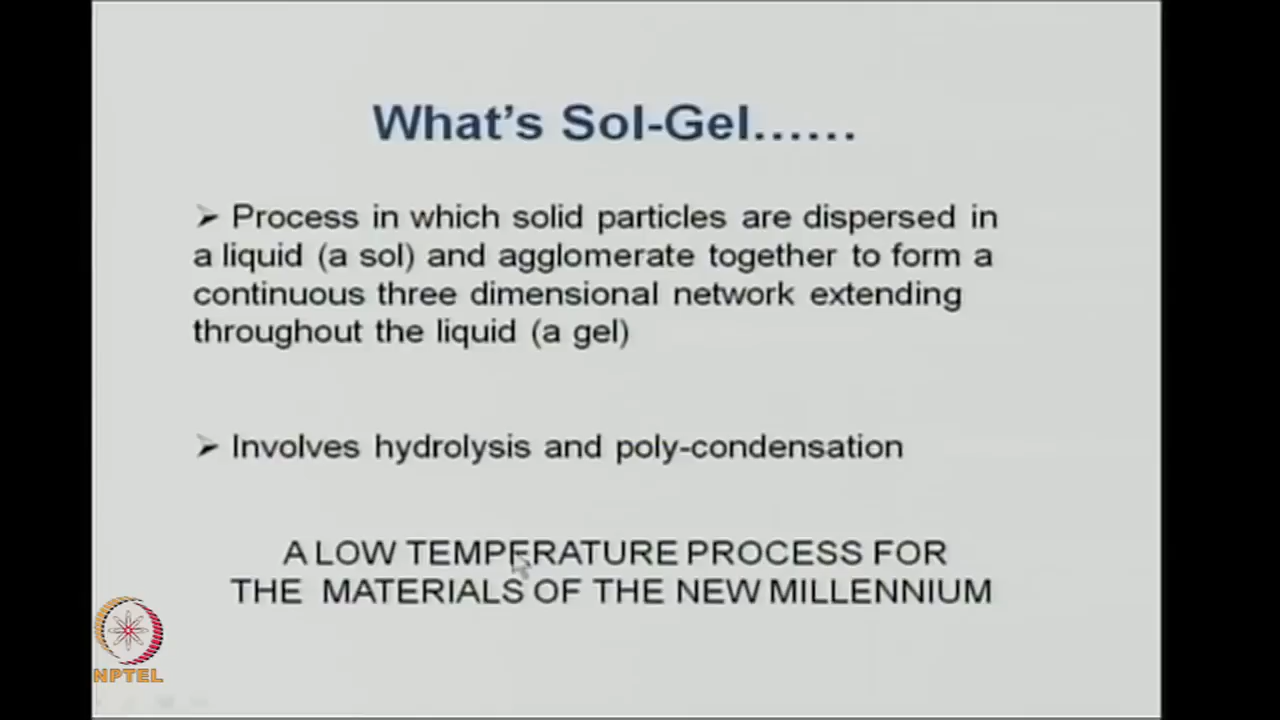 What's Sol-Gel......
➢ Process in which solid particles are dispersed in
a liquid (a sol) and agglomerate together to form a
continuous three dimensional network extending
throughout the liquid (a gel)
➢ Involves hydrolysis and poly-condensation
A LOW TEMPERATURE PROCESS FOR
THE MATERIALS OF THE NEW MILLENNIUM
NPTEL